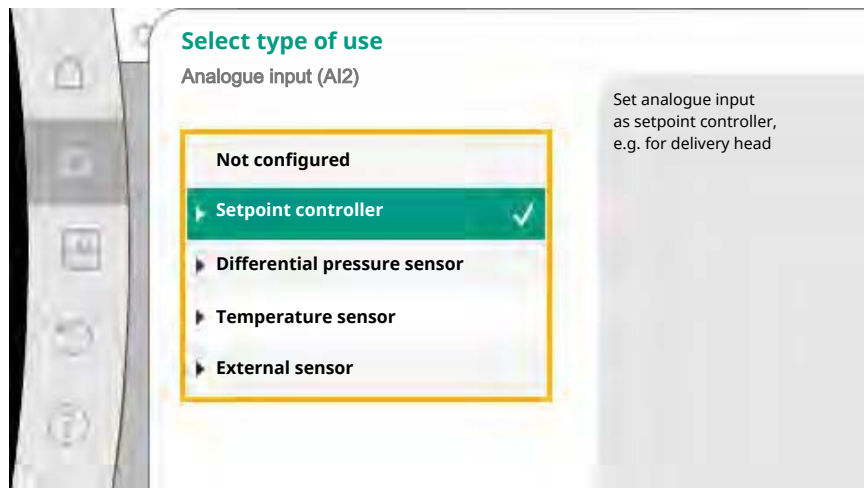 Select type of use
Analogue input (AI2)
Set analogue input
as setpoint controller,
e.g. for delivery head
Not configured
Setpoint controller
Differential pressure sensor
Temperature sensor
External sensor